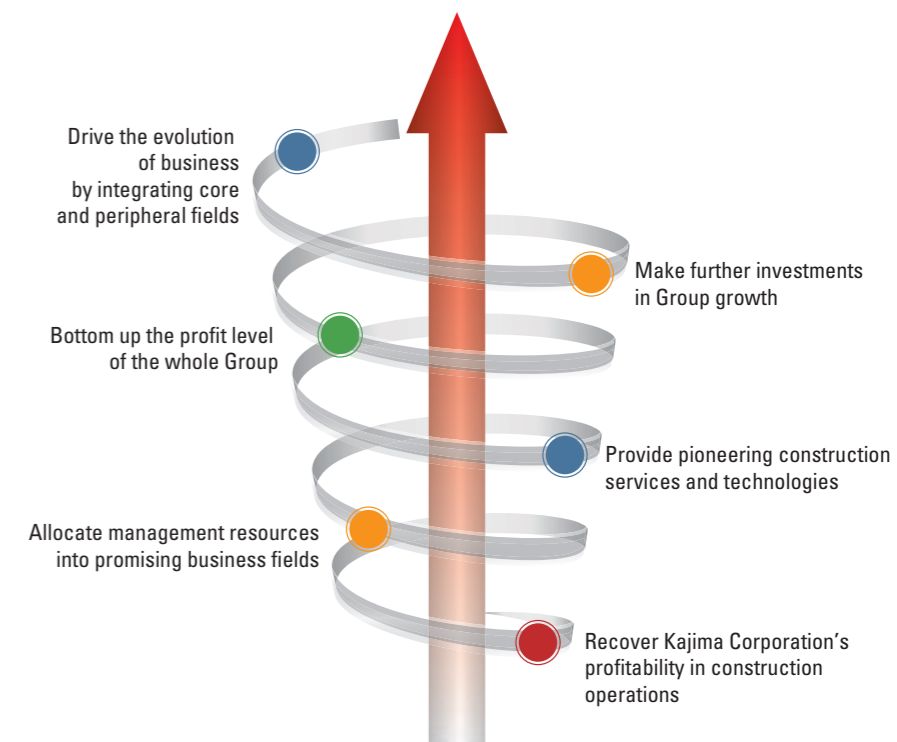 Drive the evolution
of business
by integrating core
and peripheral fields
Make further investments
in Group growth
Bottom up the profit level
of the whole Group
Provide pioneering construction
services and technologies
Allocate management resources
into promising business fields
Recover Kajima Corporation's
profitability in construction
operations